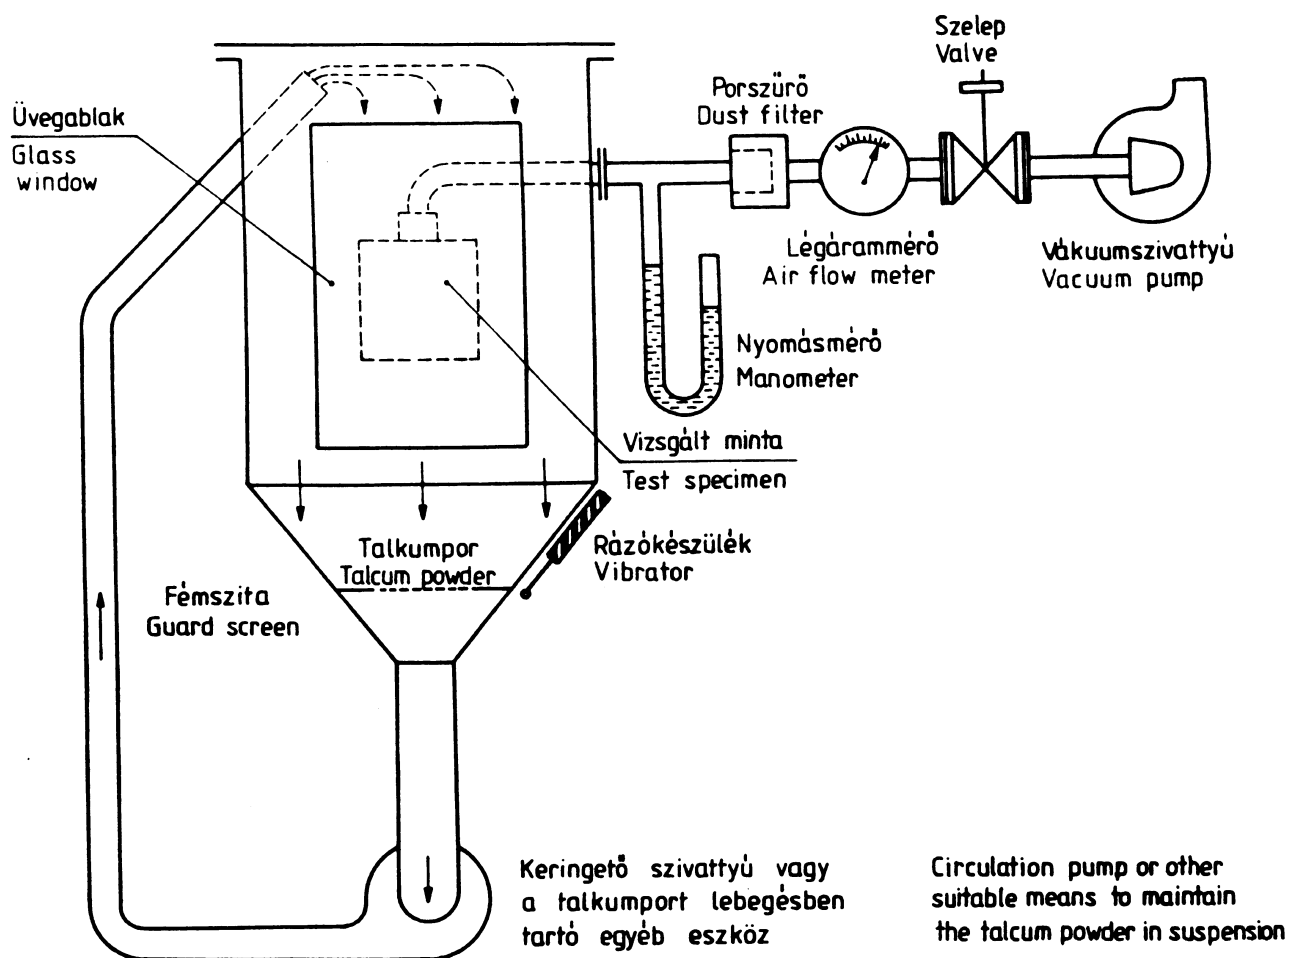 Szelep
Valve
Porszűrő
Dust filter
Üvegablak
Glass
window
Légárammérő
Air flow meter
Vákuumszivattyú
Vacuum pump
Nyomásmérő
Manometer
Vizsgált minta
Test specimen
Talkumpor
Talcum powder
Rázókészülék
Vibrator
Fémszita
Guard screen
Keringető szivattyú vagy
a talkumport lebegésben
tartó egyéb eszköz
Circulation pump or other
suitable means to maintain
the talcum powder in suspension